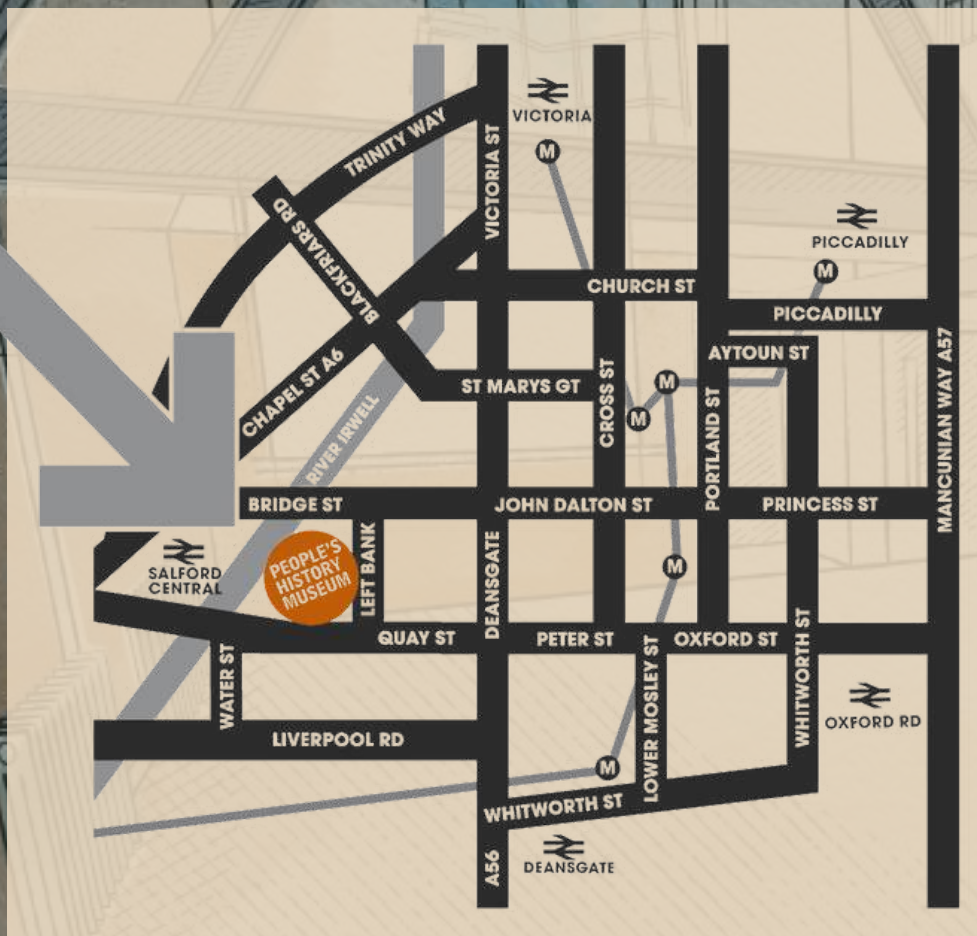 TRINITY WAY
VICTORIA ST
VICTORIA
M
BLACKFRIARS RD
PICCADILLY
M
CHURCH ST
PICCADILLY
CHAPEL ST A6
AYTOUN ST
ST MARYS GT
M
M
CROSS ST
PORTLAND ST
MANCUNIAN WAY A57
RIVER IRWELL
BRIDGE ST
JOHN DALTON ST
PRINCESS ST
SALFORD
CENTRAL
PEOPLE'S
HISTORY
MUSEUM
LEFT BANK
DEANSGATE
M
QUAY ST
PETER ST
OXFORD ST
WATER ST
LOWER MOSLEY ST
WHITWORTH ST
OXFORD RD
LIVERPOOL RD
M
WHITWORTH ST
A56
DEANSGATE